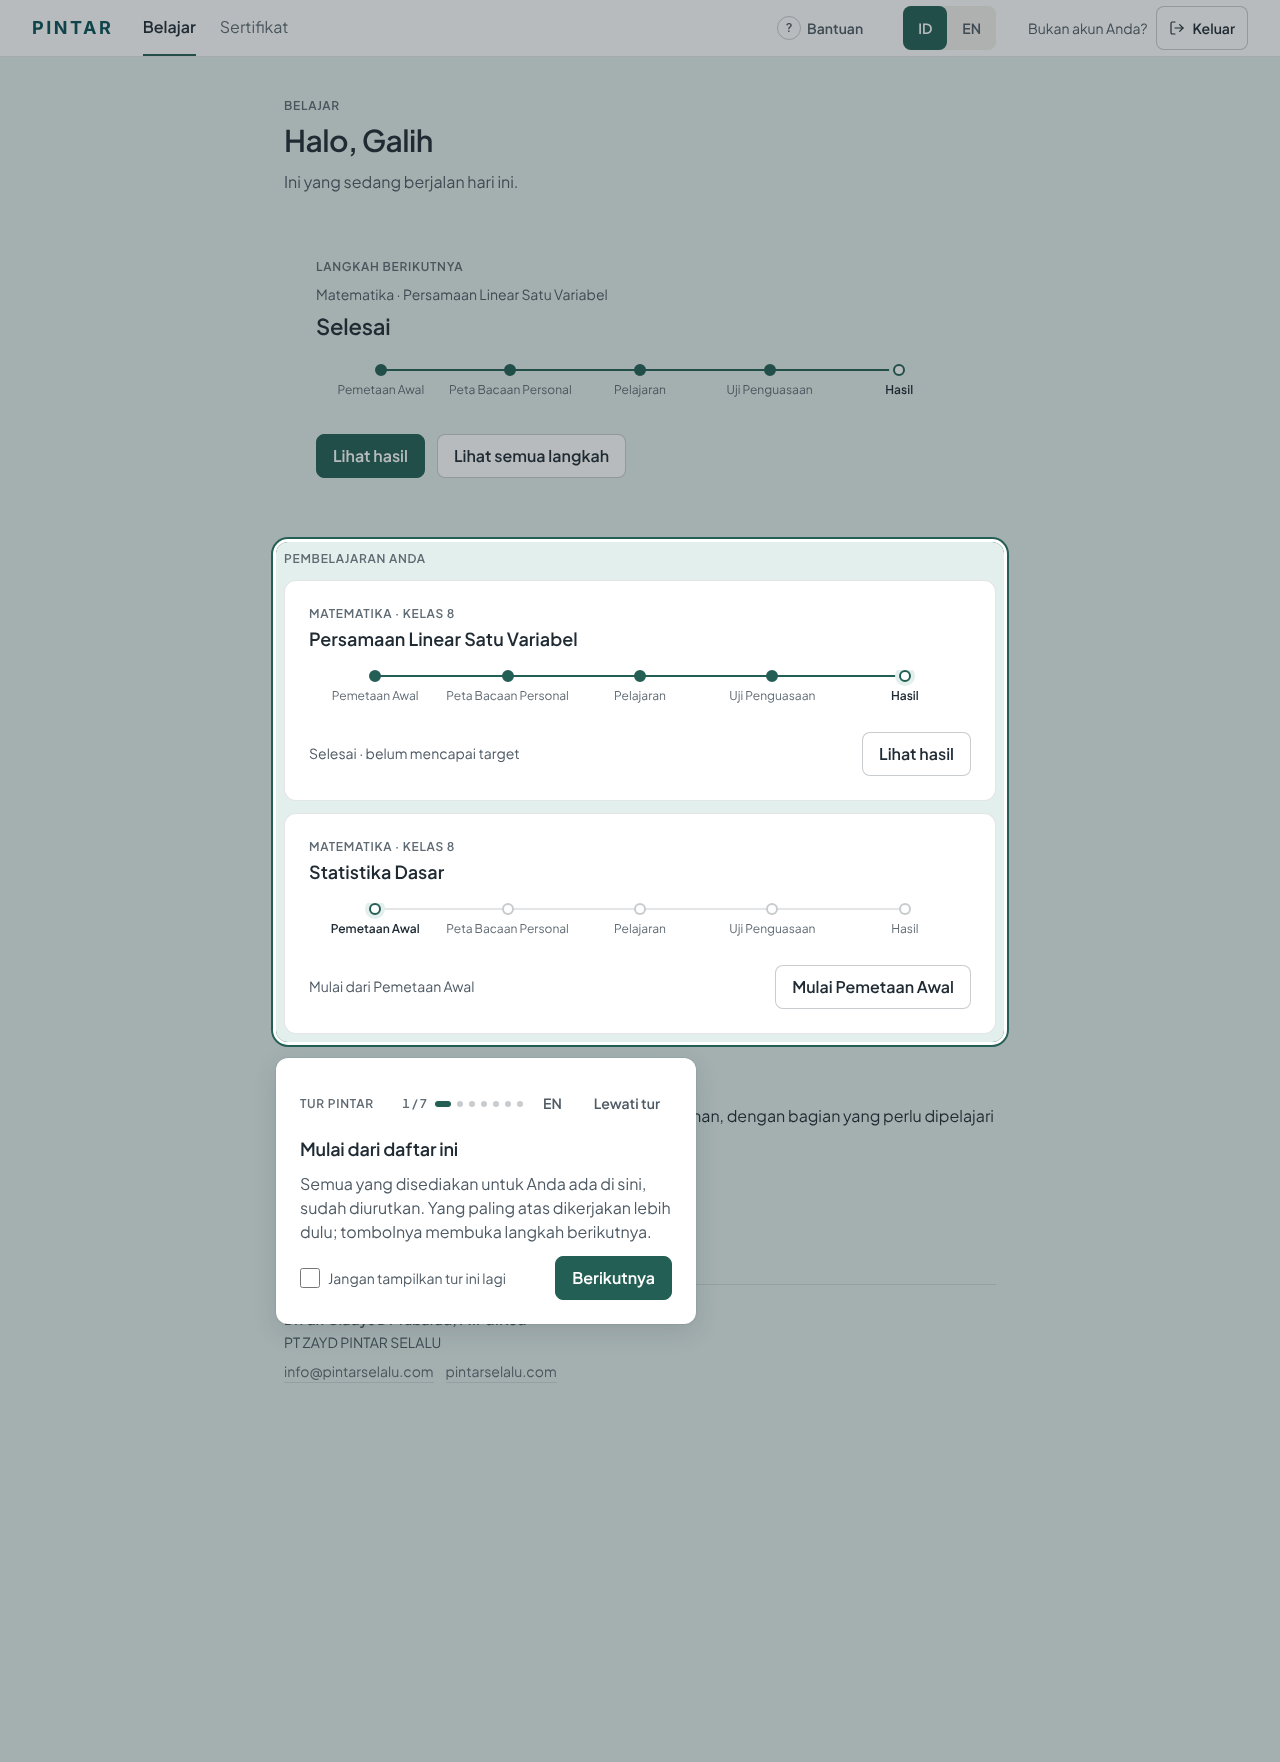 PINTAR
Belajar
Sertifikat
? Bantuan
ID
EN
Bukan akun Anda?
Keluar
BELAJAR
Halo, Galih
Ini yang sedang berjalan hari ini.
LANGKAH BERIKUTNYA
Matematika · Persamaan Linear Satu Variabel
Selesai
Pemetaan Awal
Peta Bacaan Personal
Pelajaran
Uji Penguasaan
Hasil
Lihat hasil
Lihat semua langkah
PEMBELAJARAN ANDA
MATEMATIKA · KELAS 8
Persamaan Linear Satu Variabel
Pemetaan Awal
Peta Bacaan Personal
Pelajaran
Uji Penguasaan
Hasil
Selesai · belum mencapai target
Lihat hasil
MATEMATIKA · KELAS 8
Statistika Dasar
Pemetaan Awal
Peta Bacaan Personal
Pelajaran
Uji Penguasaan
Hasil
Mulai dari Pemetaan Awal
Mulai Pemetaan Awal
TUR PINTAR
1/7
EN
Lewati tur
dengan bagian yang perlu dipelajari
Mulai dari daftar ini
Semua yang disediakan untuk Anda ada di sini,
sudah diurutkan. Yang paling atas dikerjakan lebih
dulu; tombolnya membuka langkah berikutnya.
Jangan tampilkan tur ini lagi
Berikutnya
PT ZAYD PINTAR SELALU
info@pintarselalu.com
pintarselalu.com